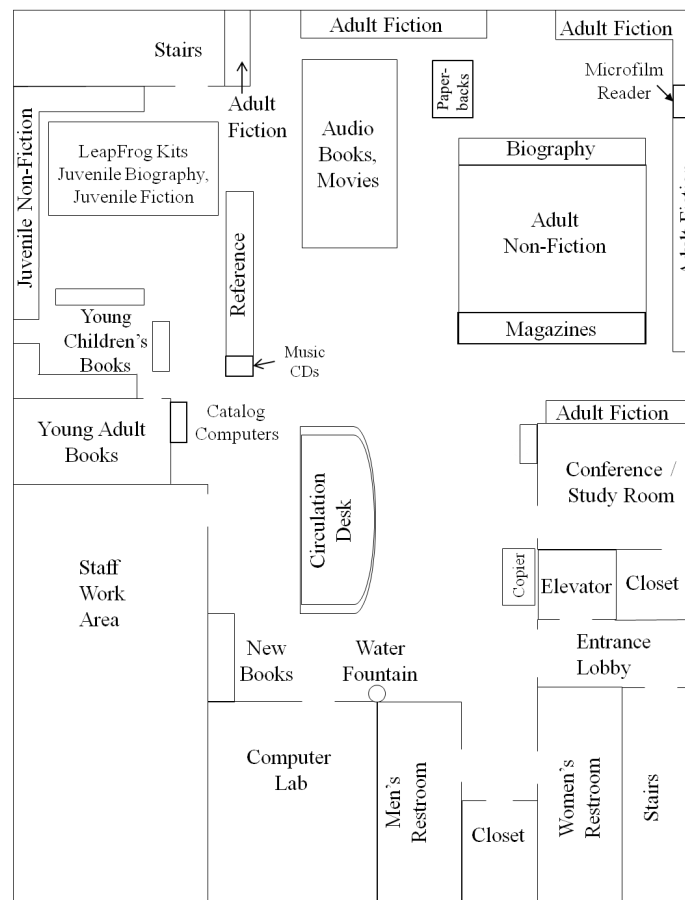 Stairs
Adult Fiction
Adult Fiction
Adult
Fiction
Microfilm
Reader
Paper-
backs
Juvenile Non-Fiction
LeapFrog Kits
Juvenile Biography,
Juvenile Fiction
Audio
Books,
Movies
Biography
Adult
Non-Fiction
Adult Fiction
Reference
Magazines
Young
Children’s
Books
Music
CDs
Young Adult
Books
Catalog
Computers
Adult Fiction
Conference /
Study Room
Circulation
Desk
Staff
Work
Area
Copier
Elevator
Closet
New
Books
Water
Fountain
Entrance
Lobby
Computer
Lab
Men’s
Restroom
Closet
Women’s
Restroom
Stairs